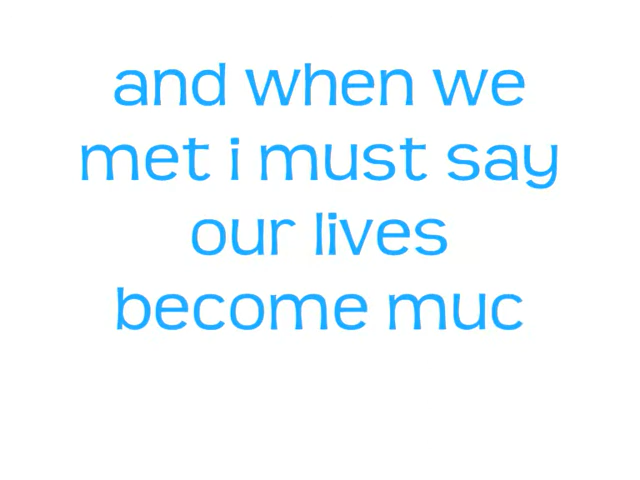 and when we
met i must say
our lives
become muc